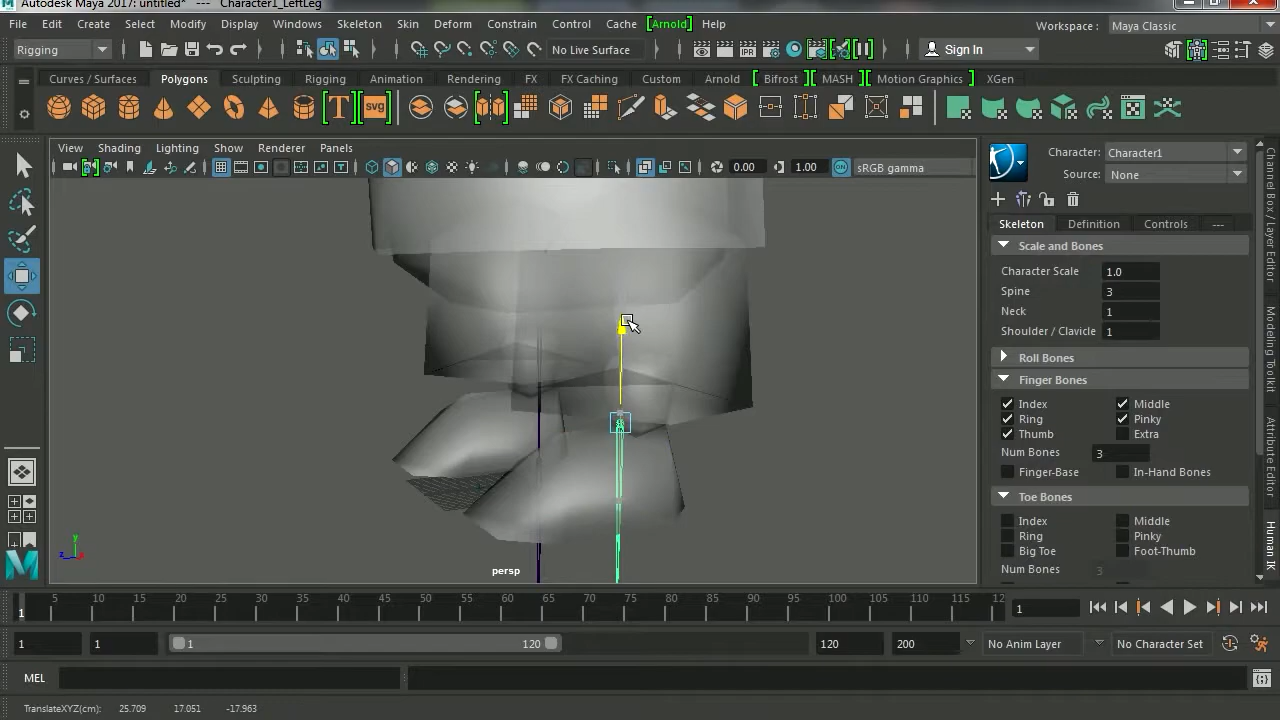 Autodesk Maya 2017: untitled* --- Character1_LeftLeg
File Edit Create Select Modify Display Windows Skeleton Skin Deform Constrain Control Cache [Arnold] Help
Workspace : Maya Classic
Rigging No Live Surface Sign In
Curves / Surfaces Polygons Sculpting Rigging Animation Rendering FX FX Caching Custom Arnold Bifrost MASH Motion Graphics XGen
T svg
View Shading Lighting Show Renderer Panels
0.00 1.00 ON sRGB gamma
Character: Character1
Source: None
Skeleton Definition Controls ---
Scale and Bones
Character Scale 1.0
Spine 3
Neck 1
Shoulder / Clavicle 1
Roll Bones
Finger Bones
Index Middle
Ring Pinky
Thumb Extra
Num Bones 3
Finger-Base In-Hand Bones
Toe Bones
Index Middle
Ring Pinky
Big Toe Foot-Thumb
Num Bones 3
Channel Box / Layer Editor
Modeling Toolkit
Attribute Editor
Human IK
y
z x
persp
5 10 15 20 25 30 35 40 45 50 55 60 65 70 75 80 85 90 95 100 105 110 115 12
1 1
1 1 1 120 120 200 No Anim Layer No Character Set
MEL
TranslateXYZ(cm): 25.709 17.051 -17.963